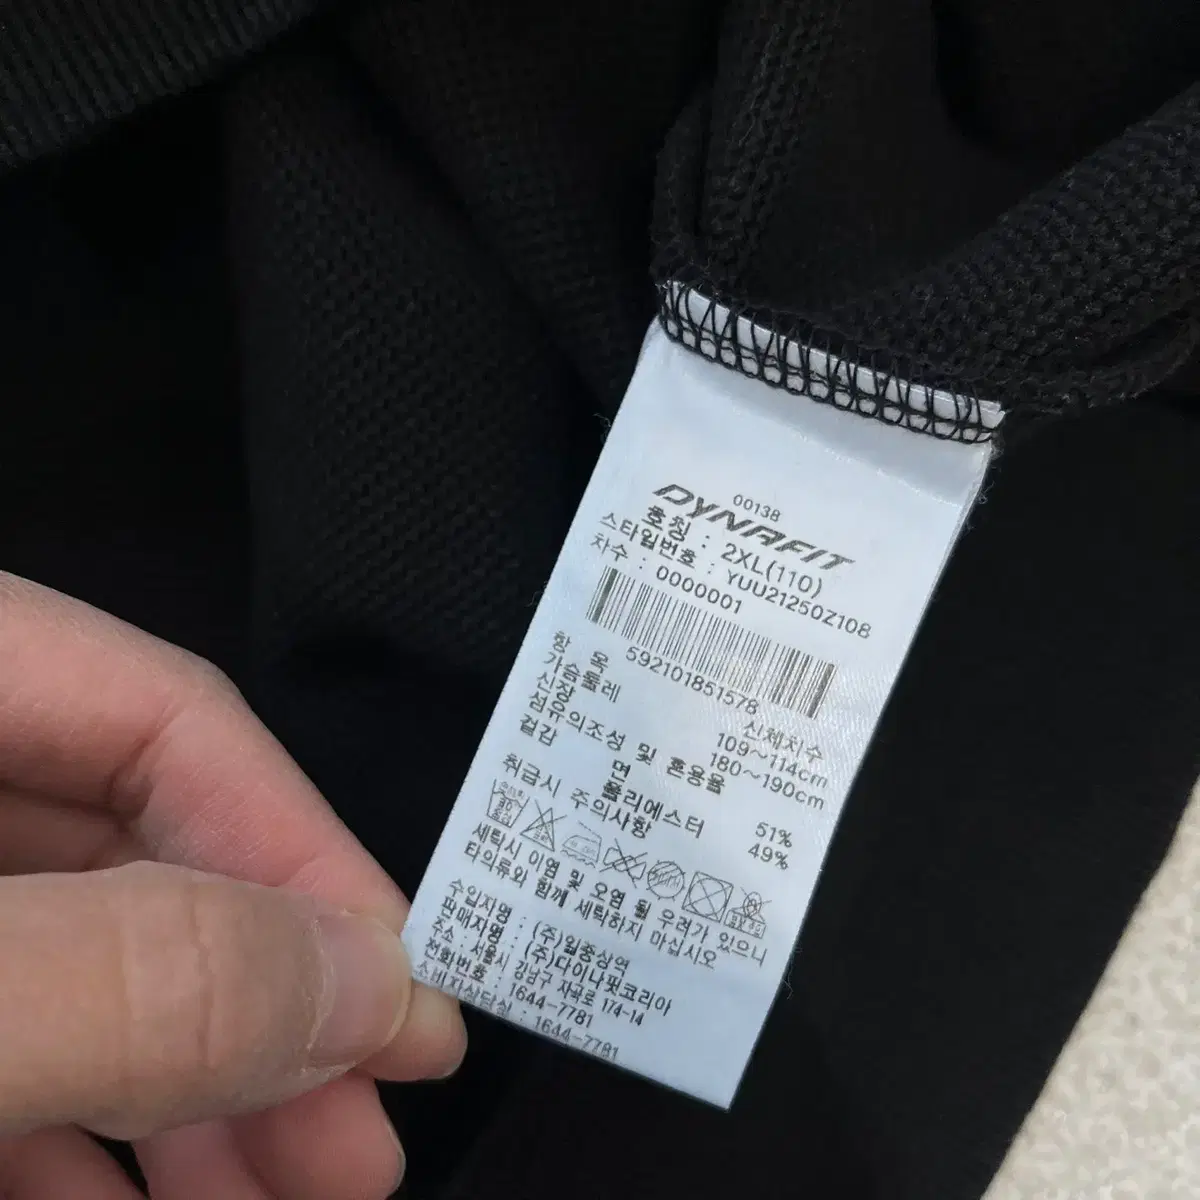 00138
DYNAFIT
호칭 : 2XL(110)
스타일번호 : YUU21250Z108
차수 : 0000001
592101851578
항목 신체치수
가슴둘레 109~114cm
신장 180~190cm
섬유의조성 및 혼용율
겉감 면 51%
폴리에스터 49%
취급시 주의사항
세탁시 이염 및 오염 될 우려가 있으니
타의류와 함께 세탁하지 마십시오
수입자명 : (주)일중상역
판매자명 : (주)다이나핏코리아
주소 : 서울시 강남구 자곡로 174-14
전화번호 : 1644-7781
소비자상담실 : 1644-7781